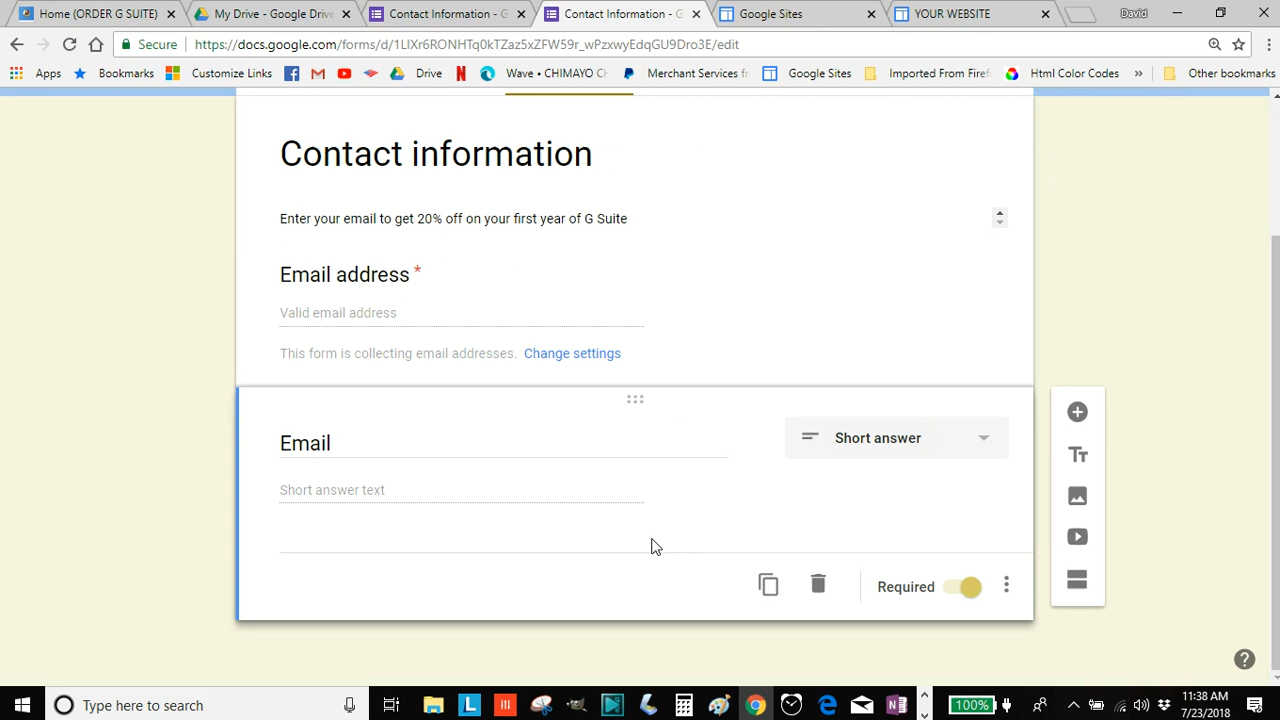 Home (ORDER G SUITE)
My Drive - Google Drive
Contact Information - G
Contact Information - G
Google Sites
YOUR WEBSITE
David
Secure
https://docs.google.com/forms/d/1LIXr6RONHTq0kTZaz5xZFW59r_wPzxwyEdqGU9Dro3E/edit
Apps
Bookmarks
Customize Links
Drive
Wave • CHIMAYO CH
Merchant Services fr
Google Sites
Imported From Firef
Html Color Codes
»
Other bookmarks
Contact information
Enter your email to get 20% off on your first year of G Suite
Email address *
Valid email address
This form is collecting email addresses. Change settings
Email
Short answer
Short answer text
Required
Type here to search
100%
11:38 AM
7/23/2018